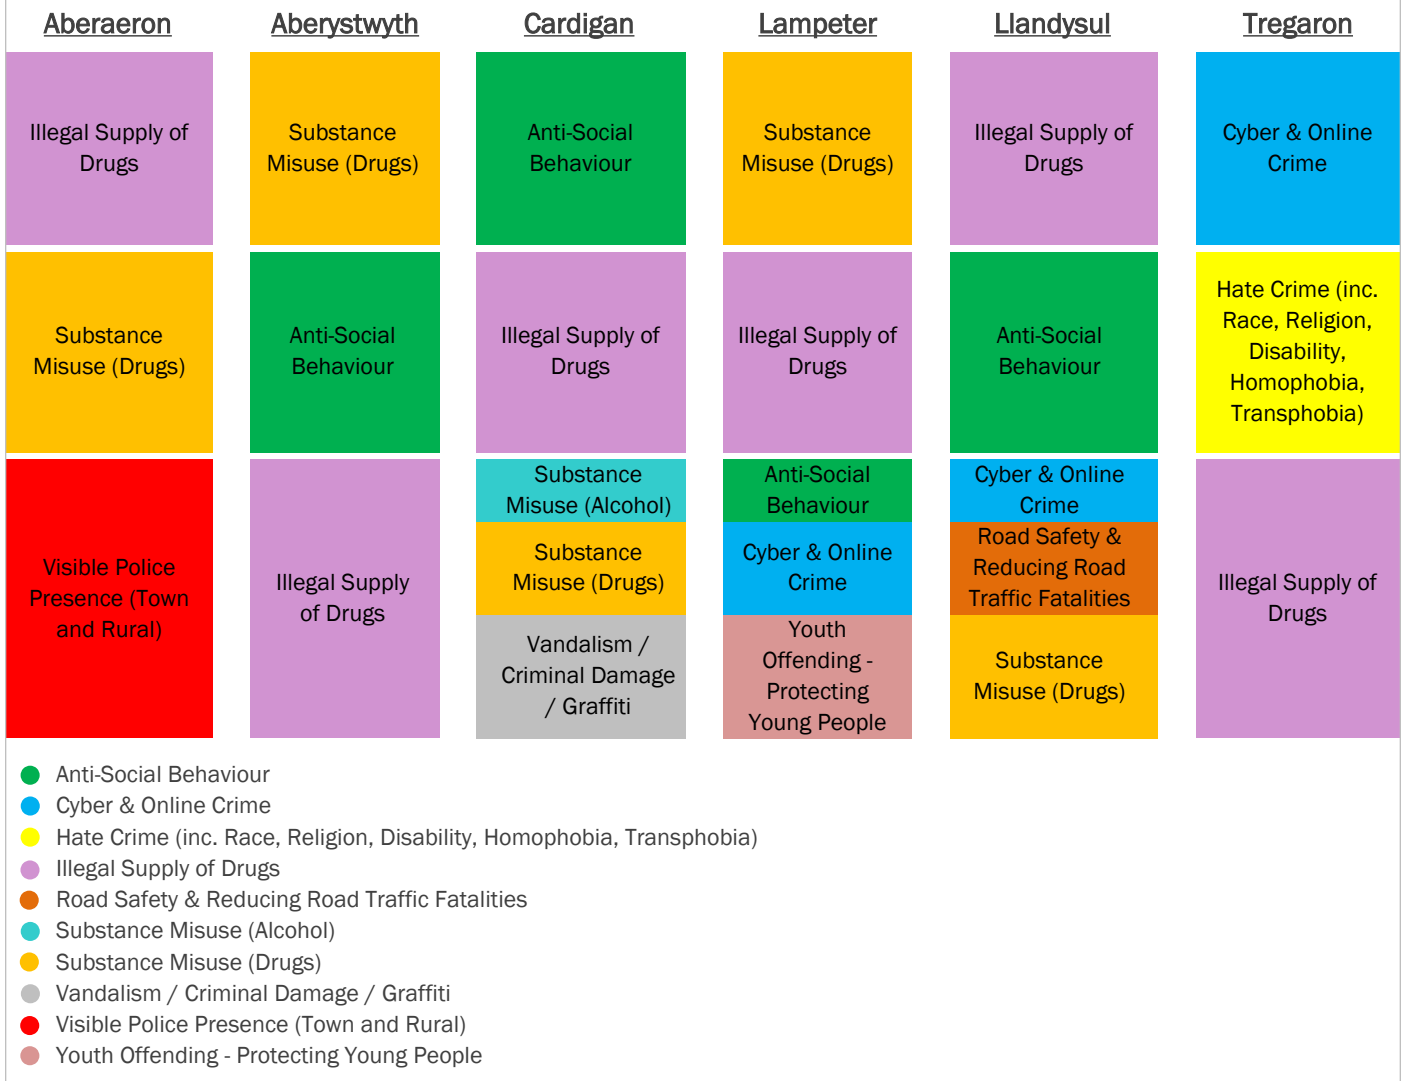 Aberaeron
Aberystwyth
Cardigan
Lampeter
Llandysul
Tregaron
Illegal Supply of
Drugs
Substance
Misuse (Drugs)
Anti-Social
Behaviour
Substance
Misuse (Drugs)
Illegal Supply of
Drugs
Cyber & Online
Crime
Substance
Misuse (Drugs)
Anti-Social
Behaviour
Illegal Supply of
Drugs
Illegal Supply of
Drugs
Anti-Social
Behaviour
Hate Crime (inc.
Race, Religion,
Disability,
Homophobia,
Transphobia)
Visible Police
Presence (Town
and Rural)
Illegal Supply
of Drugs
Substance
Misuse (Alcohol)
Substance
Misuse (Drugs)
Vandalism /
Criminal Damage
/ Graffiti
Anti-Social
Behaviour
Cyber & Online
Crime
Youth
Offending -
Protecting
Young People
Cyber & Online
Crime
Road Safety &
Reducing Road
Traffic Fatalities
Substance
Misuse (Drugs)
Illegal Supply of
Drugs
Anti-Social Behaviour
Cyber & Online Crime
Hate Crime (inc. Race, Religion, Disability, Homophobia, Transphobia)
Illegal Supply of Drugs
Road Safety & Reducing Road Traffic Fatalities
Substance Misuse (Alcohol)
Substance Misuse (Drugs)
Vandalism / Criminal Damage / Graffiti
Visible Police Presence (Town and Rural)
Youth Offending - Protecting Young People